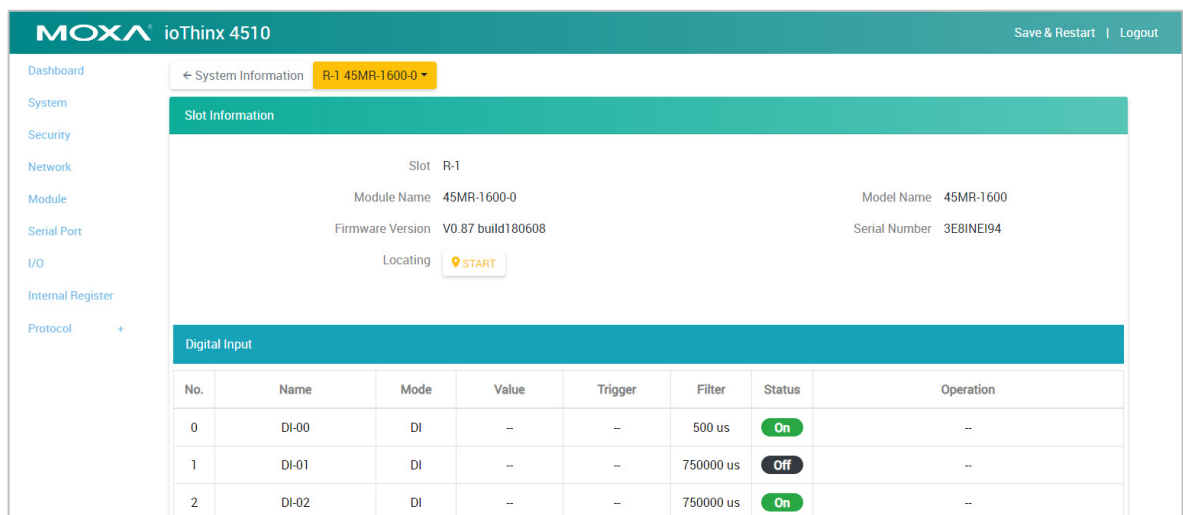 MOXA® ioThinx 4510 Save & Restart | Logout
Dashboard
System
Security
Network
Module
Serial Port
I/O
Internal Register
Protocol +
← System Information R-1 45MR-1600-0
Slot Information
Slot R-1
Module Name 45MR-1600-0 Model Name 45MR-1600
Firmware Version V0.87 build180608 Serial Number 3E8INEI94
Locating START
Digital Input
No. Name Mode Value Trigger Filter Status Operation
0 DI-00 DI -- -- 500 us On --
1 DI-01 DI -- -- 750000 us Off --
2 DI-02 DI -- -- 750000 us On --